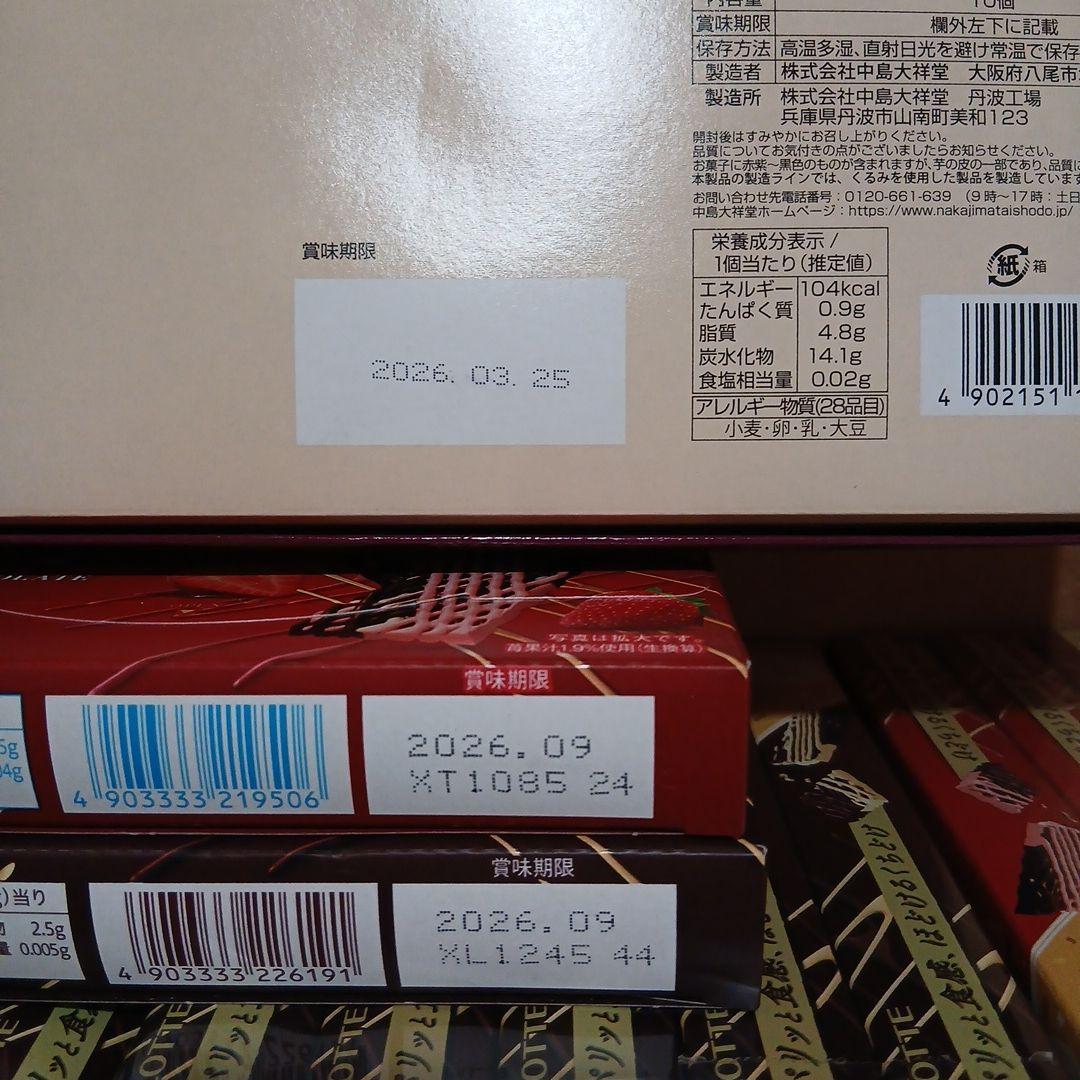 内容量 10個
賞味期限 欄外左下に記載
保存方法 高温多湿、直射日光を避け常温で保存
製造者 株式会社中島大祥堂 大阪府八尾市
製造所 株式会社中島大祥堂 丹波工場
兵庫県丹波市山南町美和123
開封後はすみやかにお召し上がりください。
品質についてお気付きの点がございましたらお知らせください。
お菓子に赤紫〜黒色のものが含まれますが、芋の皮の一部であり、品質に
本製品の製造ラインでは、くるみを使用した製品を製造しています
お問い合わせ先電話番号：0120-661-639 (9時〜17時：土日
中島大祥堂ホームページ：https://www.nakajimataishodo.jp/
賞味期限
2026. 03. 25
栄養成分表示/
1個当たり(推定値)
エネルギー 104kcal
たんぱく質 0.9g
脂質 4.8g
炭水化物 14.1g
食塩相当量 0.02g
アレルギー物質(28品目)
小麦・卵・乳・大豆
紙 箱
4 902151 1
写真は拡大です。
苺果汁1.9%使用(生換算)
賞味期限
5g
04g
4 903333 219506
2026.09
XT1085 24
賞味期限
)当り
物 2.5g
量 0.005g
4 903333 226191
2026.09
XL1245 44
パリッと食感、ほどけるくちどけ
LOTTE